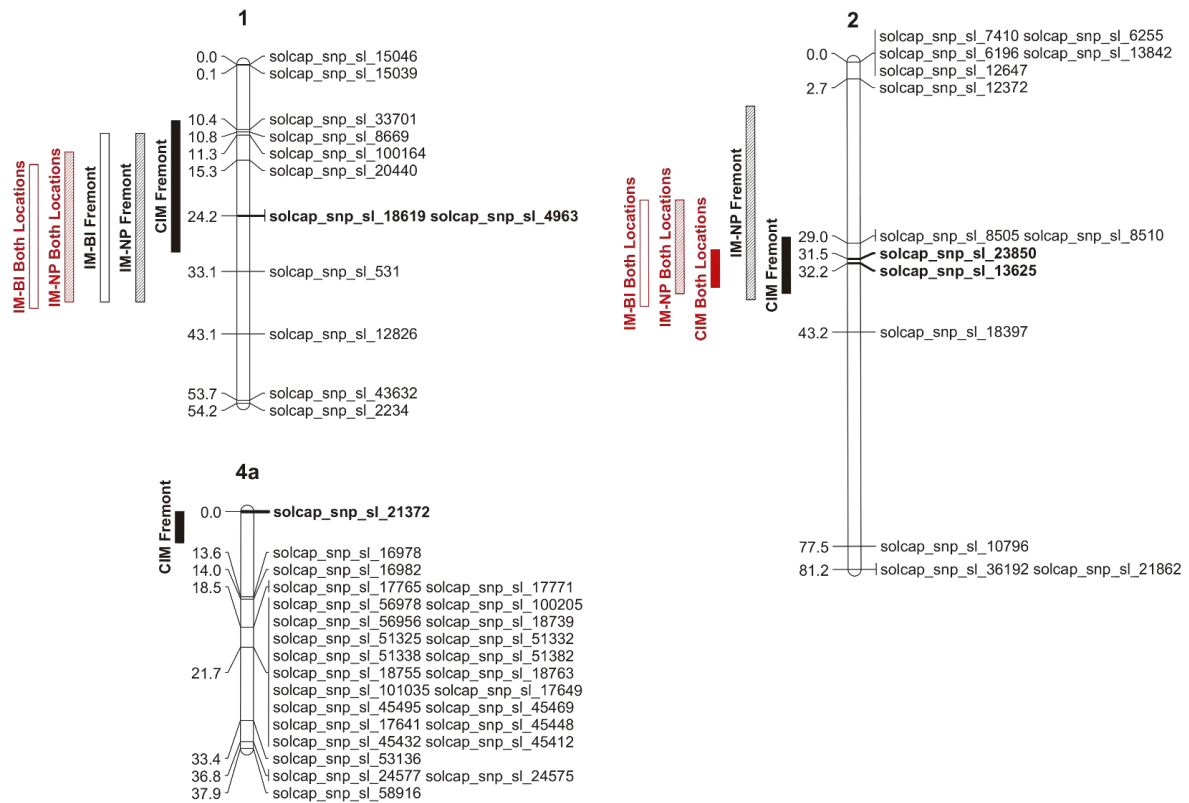 1
0.0 solcap_snp_sl_15046
0.1 solcap_snp_sl_15039
10.4 solcap_snp_sl_33701
10.8 solcap_snp_sl_8669
11.3 solcap_snp_sl_100164
15.3 solcap_snp_sl_20440
24.2 solcap_snp_sl_18619 solcap_snp_sl_4963
33.1 solcap_snp_sl_531
43.1 solcap_snp_sl_12826
53.7 solcap_snp_sl_43632
54.2 solcap_snp_sl_2234
IM-BI Both Locations
IM-NP Both Locations
IM-BI Fremont
IM-NP Fremont
CIM Fremont
2
solcap_snp_sl_7410 solcap_snp_sl_6255
0.0 solcap_snp_sl_6196 solcap_snp_sl_13842
solcap_snp_sl_12647
2.7 solcap_snp_sl_12372
29.0 solcap_snp_sl_8505 solcap_snp_sl_8510
31.5 solcap_snp_sl_23850
32.2 solcap_snp_sl_13625
43.2 solcap_snp_sl_18397
77.5 solcap_snp_sl_10796
81.2 solcap_snp_sl_36192 solcap_snp_sl_21862
IM-BI Both Locations
IM-NP Both Locations
CIM Both Locations
IM-NP Fremont
CIM Fremont
4a
CIM Fremont
0.0 solcap_snp_sl_21372
13.6 solcap_snp_sl_16978
14.0 solcap_snp_sl_16982
18.5 solcap_snp_sl_17765 solcap_snp_sl_17771
solcap_snp_sl_56978 solcap_snp_sl_100205
solcap_snp_sl_56956 solcap_snp_sl_18739
solcap_snp_sl_51325 solcap_snp_sl_51332
solcap_snp_sl_51338 solcap_snp_sl_51382
21.7 solcap_snp_sl_18755 solcap_snp_sl_18763
solcap_snp_sl_101035 solcap_snp_sl_17649
solcap_snp_sl_45495 solcap_snp_sl_45469
solcap_snp_sl_17641 solcap_snp_sl_45448
solcap_snp_sl_45432 solcap_snp_sl_45412
33.4 solcap_snp_sl_53136
36.8 solcap_snp_sl_24577 solcap_snp_sl_24575
37.9 solcap_snp_sl_58916